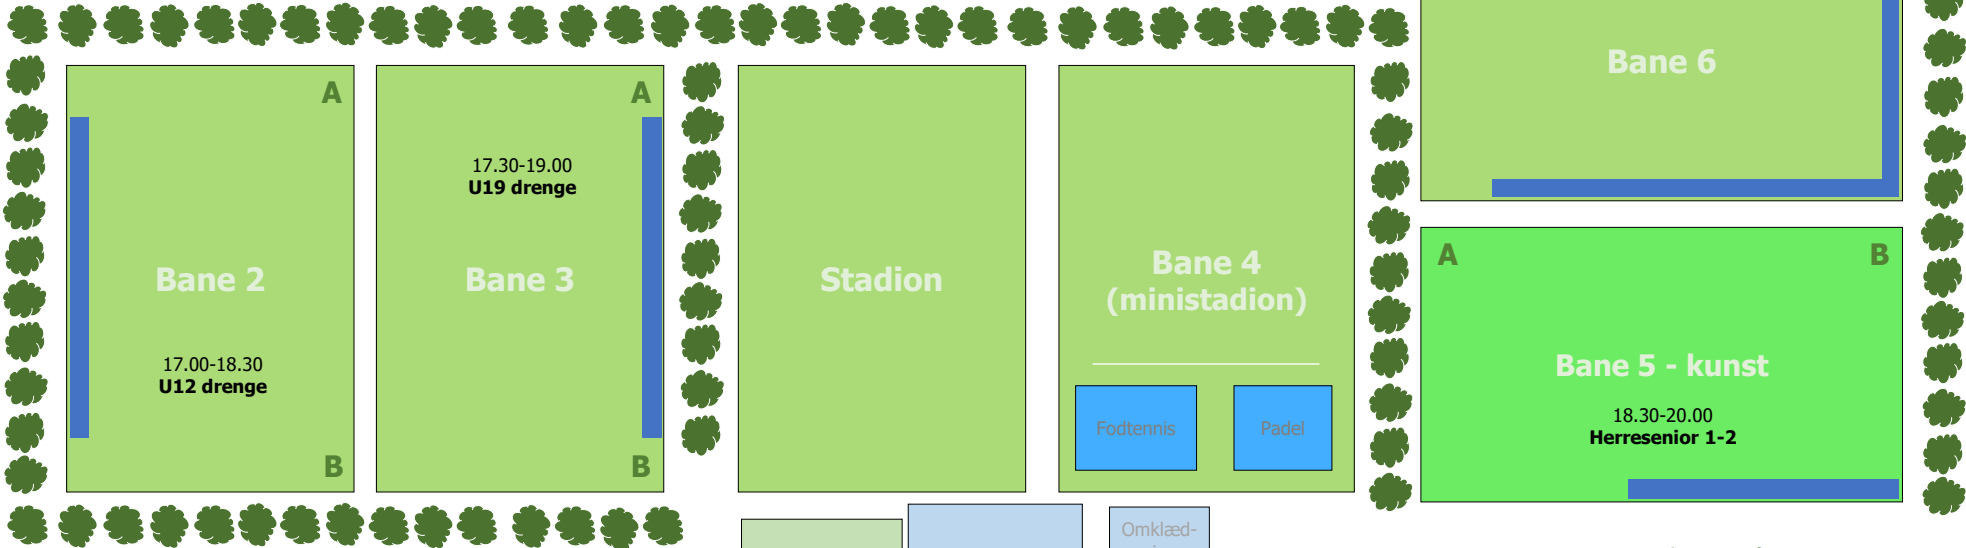 Bane 6
A
A
17.30-19.00
U19 drenge
Bane 2
Bane 3
Stadion
Bane 4
(ministadion)
A
B
17.00-18.30
U12 drenge
Bane 5 - kunst
18.30-20.00
Herresenior 1-2
Fodtennis
Padel
B
B
Omklæd-